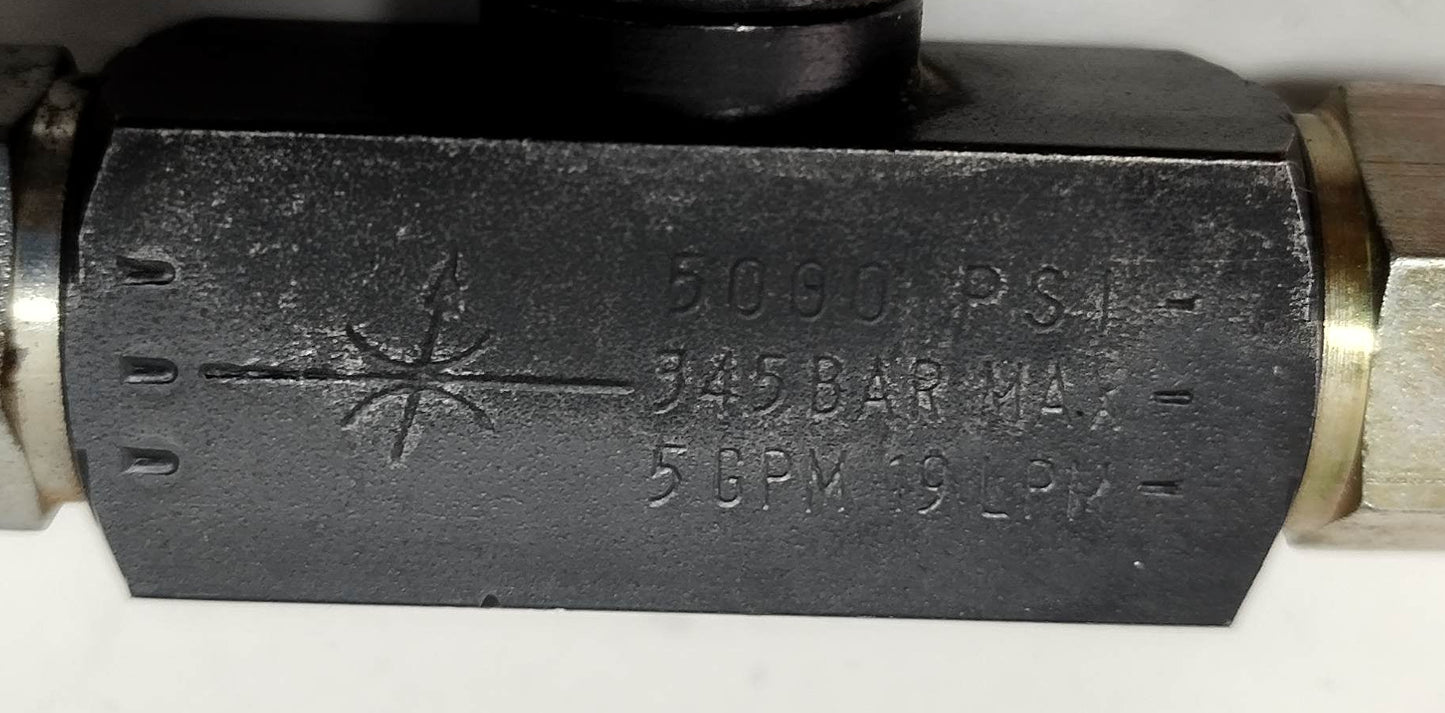 5000 PSI
345 BAR MAX
5 GPM 19 LPM